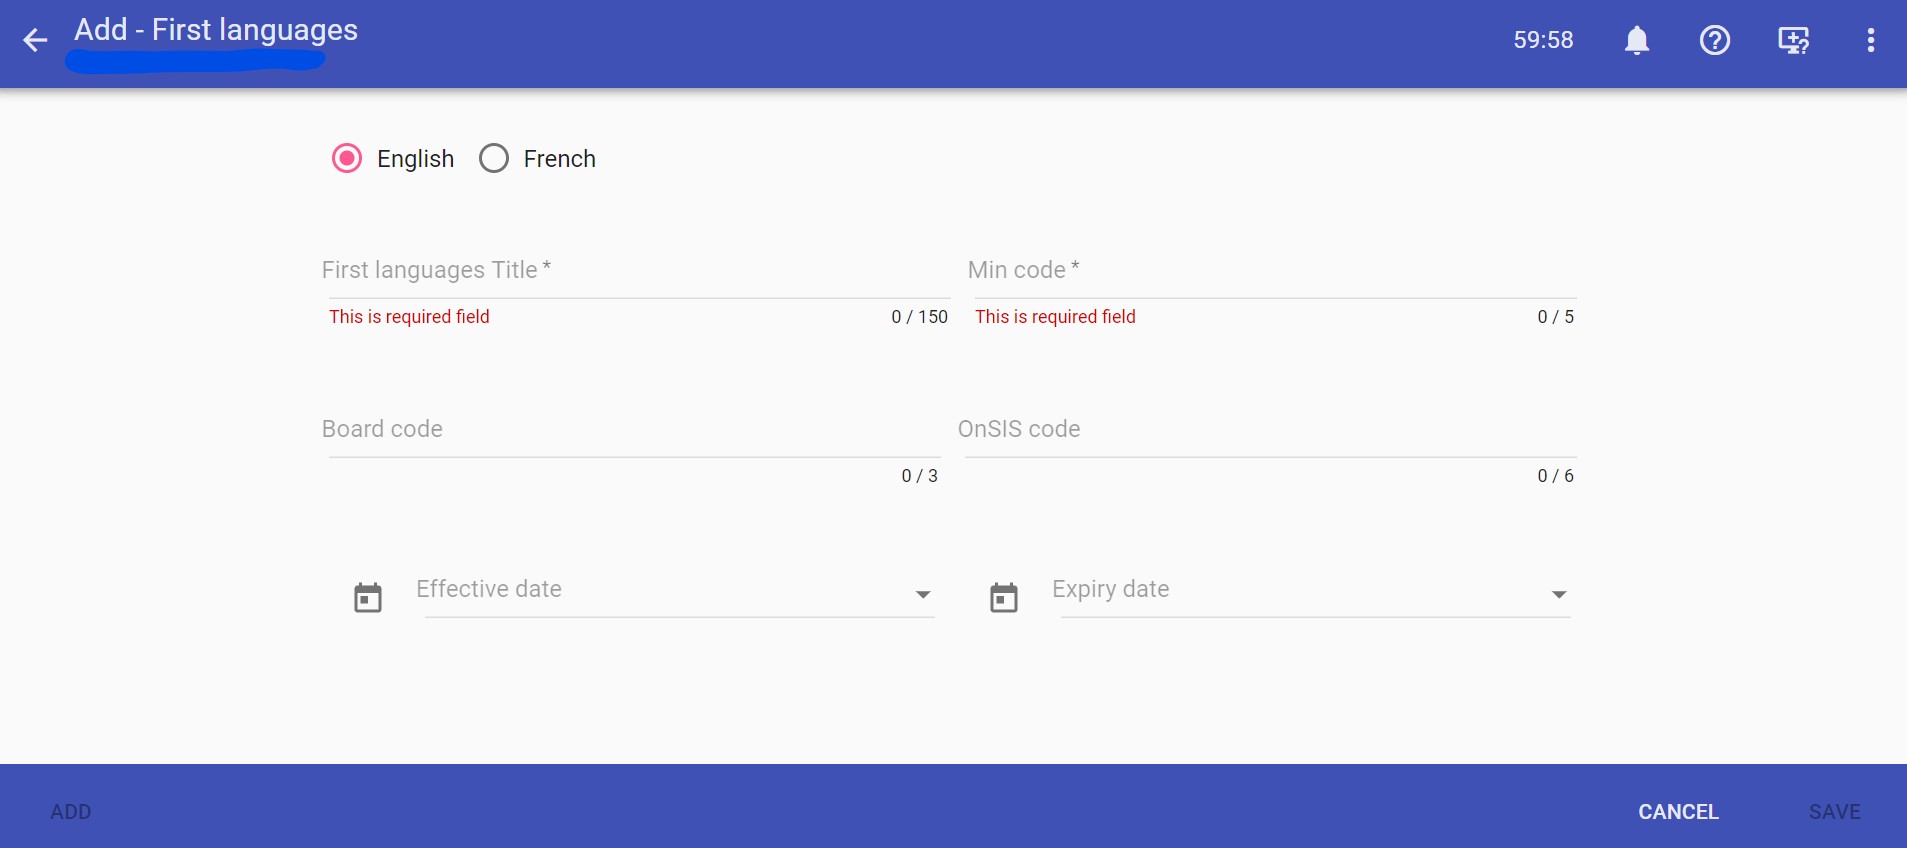 Add - First languages
59:58
English French
First languages Title * Min code *
This is required field 0 / 150 This is required field 0 / 5
Board code OnSIS code
0 / 3 0 / 6
Effective date Expiry date
ADD CANCEL SAVE